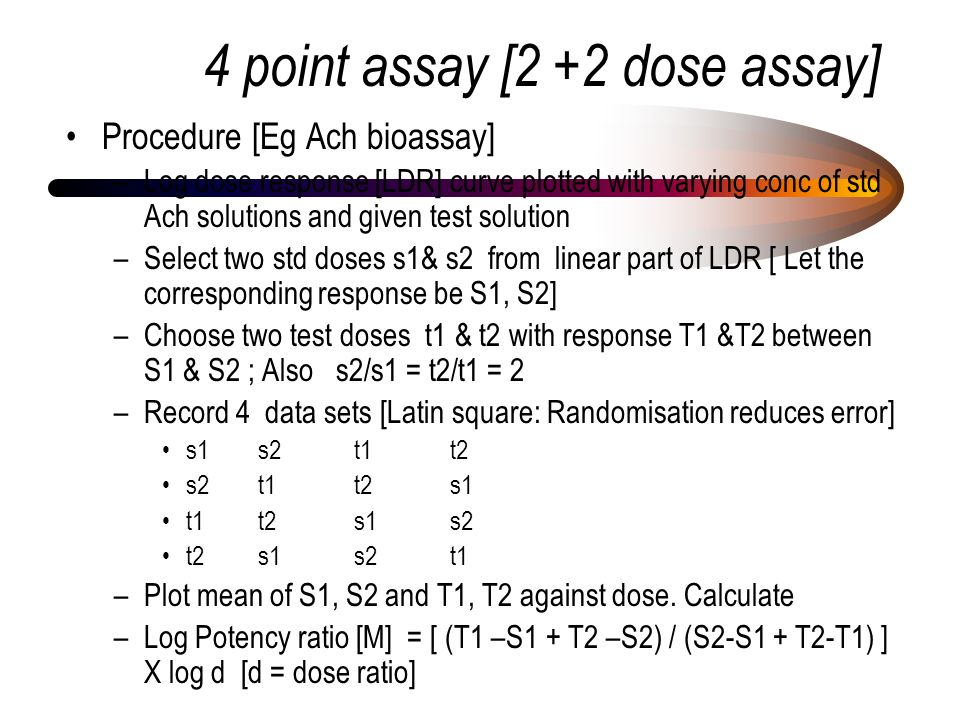 4 point assay [2 +2 dose assay]
• Procedure [Eg Ach bioassay]
– Log dose response [LDR] curve plotted with varying conc of std
Ach solutions and given test solution
– Select two std doses s1& s2 from linear part of LDR [ Let the
corresponding response be S1, S2]
– Choose two test doses t1 & t2 with response T1 &T2 between
S1 & S2 ; Also s2/s1 = t2/t1 = 2
– Record 4 data sets [Latin square: Randomisation reduces error]
• s1 s2 t1 t2
• s2 t1 t2 s1
• t1 t2 s1 s2
• t2 s1 s2 t1
– Plot mean of S1, S2 and T1, T2 against dose. Calculate
– Log Potency ratio [M] = [ (T1 –S1 + T2 –S2) / (S2-S1 + T2-T1) ]
X log d [d = dose ratio]